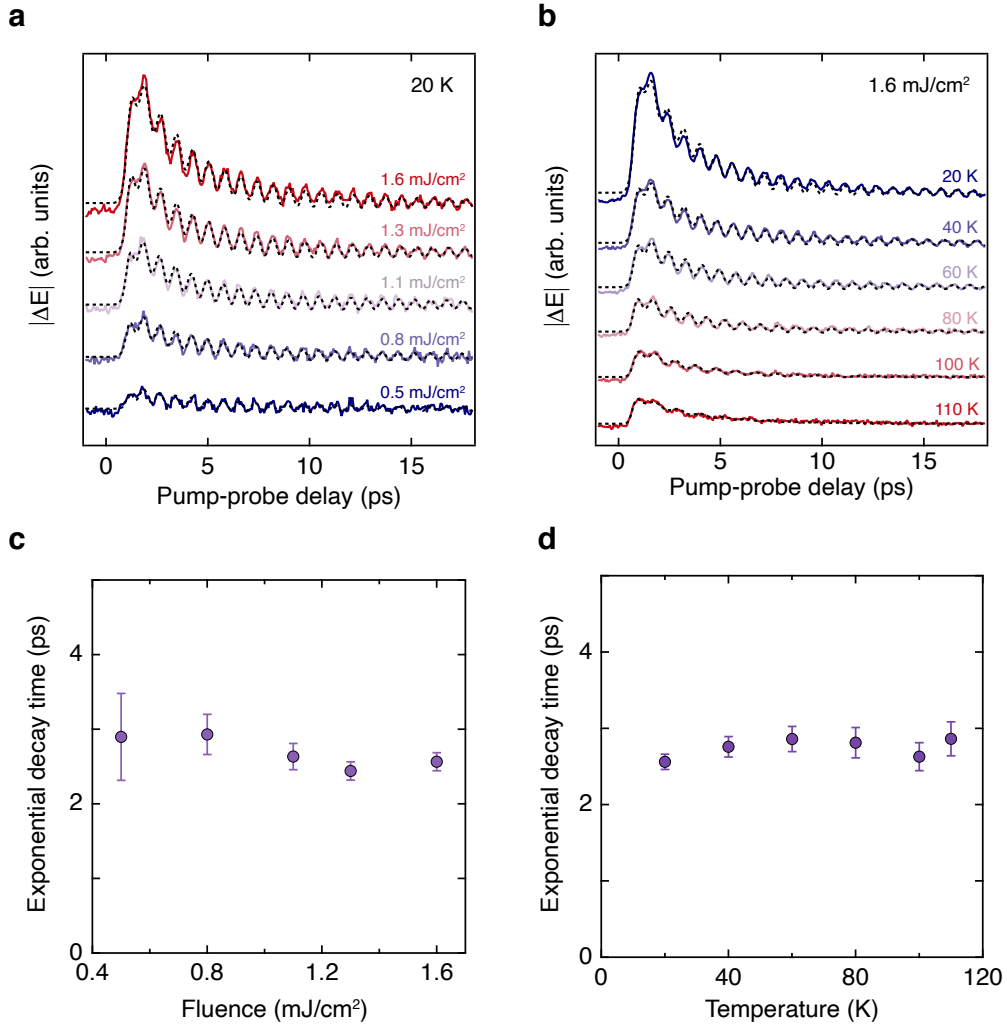 a
20 K
1.6 mJ/cm²
1.3 mJ/cm²
1.1 mJ/cm²
0.8 mJ/cm²
0.5 mJ/cm²
|ΔE| (arb. units)
0 5 10 15
Pump-probe delay (ps)
b
1.6 mJ/cm²
20 K
40 K
60 K
80 K
100 K
110 K
|ΔE| (arb. units)
0 5 10 15
Pump-probe delay (ps)
c
Exponential decay time (ps)
4
2
0
0.4 0.8 1.2 1.6
Fluence (mJ/cm²)
d
Exponential decay time (ps)
4
2
0
0 40 80 120
Temperature (K)